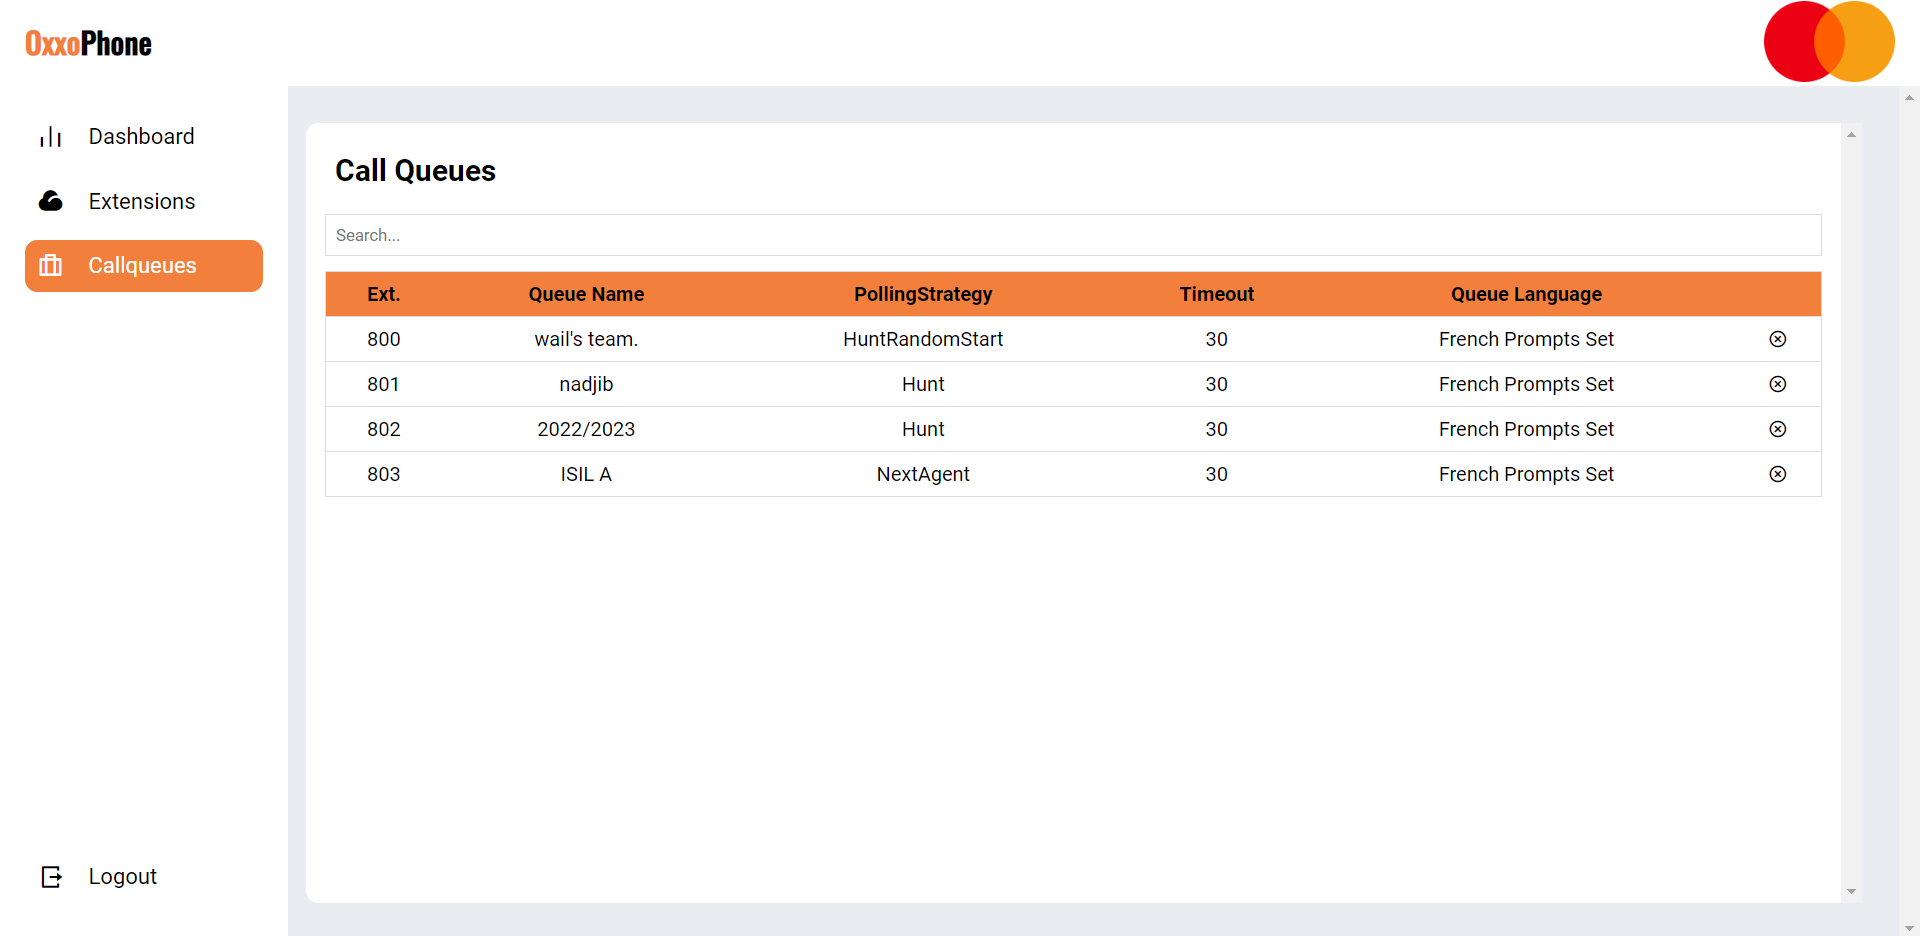 OxxoPhone
Dashboard
Extensions
Callqueues
Logout
Call Queues
Search...
Ext. Queue Name PollingStrategy Timeout Queue Language
800 wail's team. HuntRandomStart 30 French Prompts Set
801 nadjib Hunt 30 French Prompts Set
802 2022/2023 Hunt 30 French Prompts Set
803 ISIL A NextAgent 30 French Prompts Set